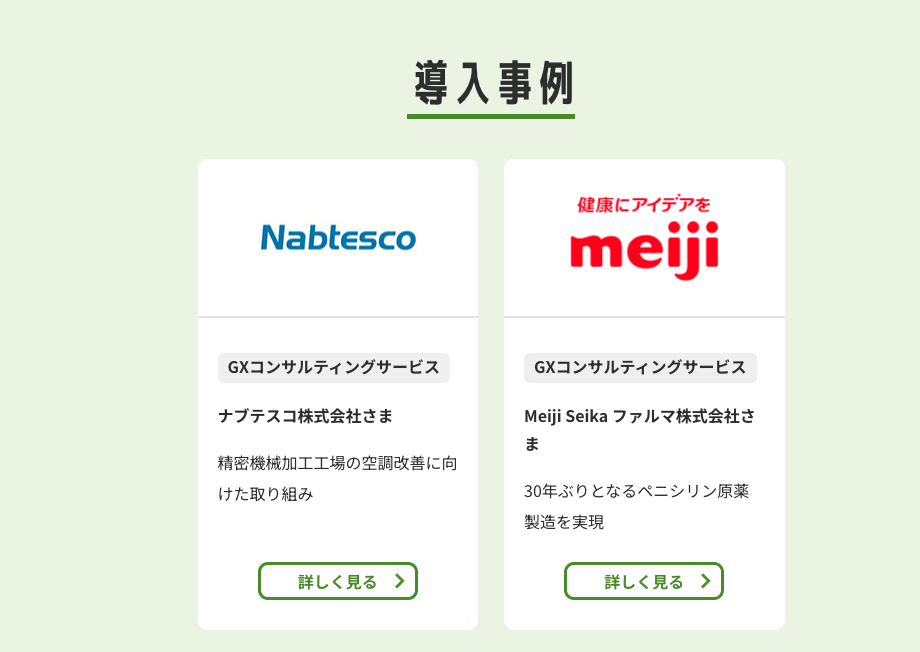 導入事例
Nabtesco
GXコンサルティングサービス
ナブテスコ株式会社さま
精密機械加工工場の空調改善に向
けた取り組み
詳しく見る
健康にアイデアを
meiji
GXコンサルティングサービス
Meiji Seika ファルマ株式会社さ
ま
30年ぶりとなるペニシリン原薬
製造を実現
詳しく見る